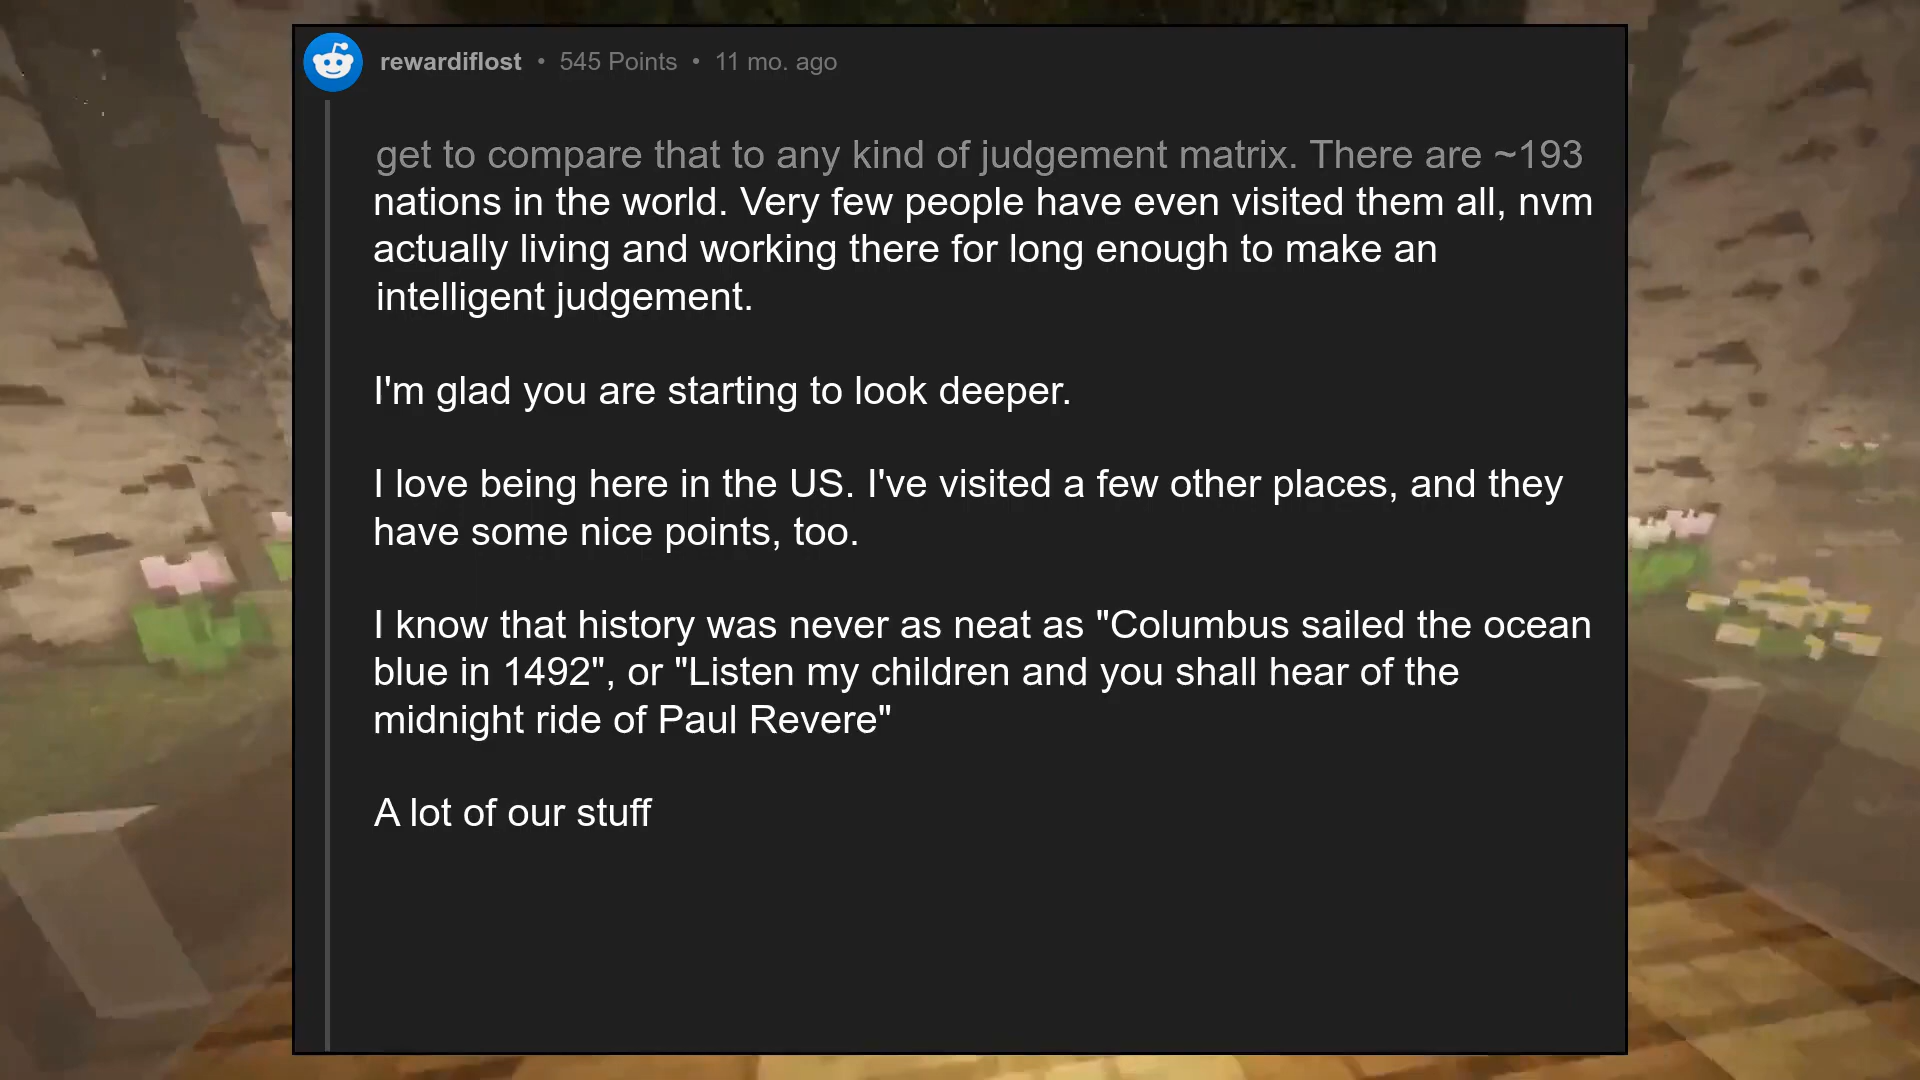 rewardiflost • 545 Points • 11 mo. ago
get to compare that to any kind of judgement matrix. There are ~193
nations in the world. Very few people have even visited them all, nvm
actually living and working there for long enough to make an
intelligent judgement.
I'm glad you are starting to look deeper.
I love being here in the US. I've visited a few other places, and they
have some nice points, too.
I know that history was never as neat as "Columbus sailed the ocean
blue in 1492", or "Listen my children and you shall hear of the
midnight ride of Paul Revere"
A lot of our stuff